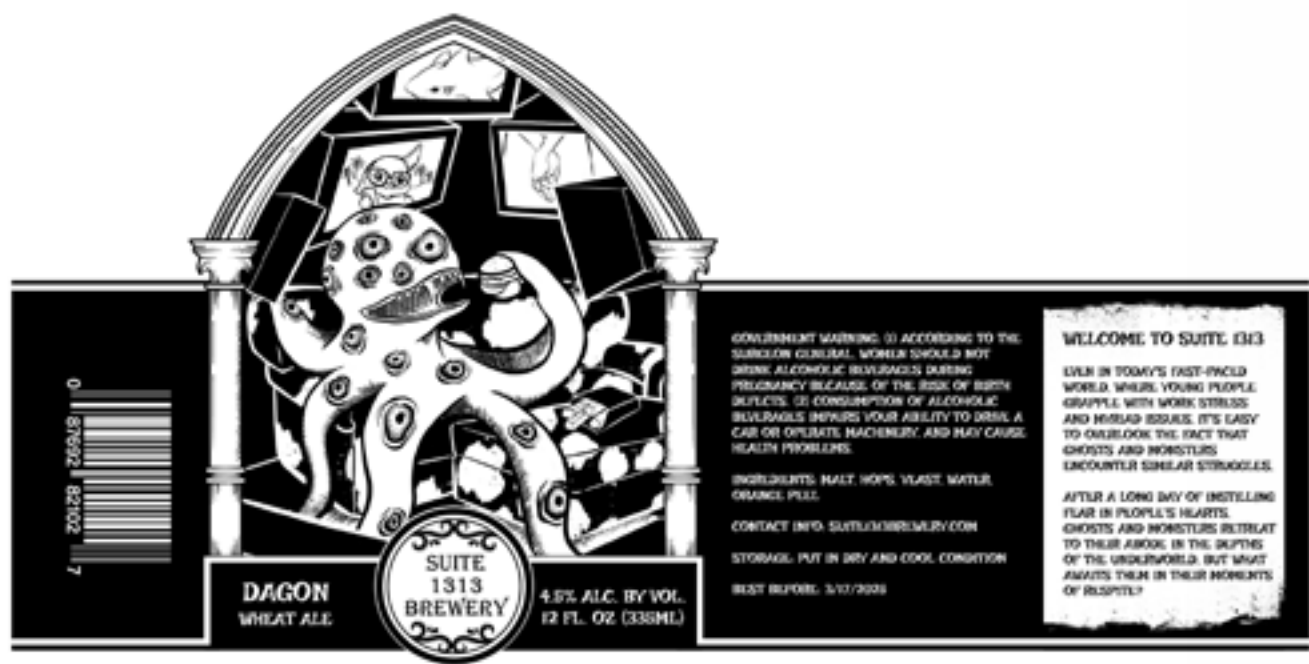 0 87692 82102 7
DAGON
WHEAT ALE
SUITE
1313
BREWERY
4.5% ALC. BY VOL.
12 FL. OZ (335ML)
GOVERNMENT WARNING: (1) ACCORDING TO THE
SURGEON GENERAL, WOMEN SHOULD NOT
DRINK ALCOHOLIC BEVERAGES DURING
PREGNANCY BECAUSE OF THE RISK OF BIRTH
DEFECTS. (2) CONSUMPTION OF ALCOHOLIC
BEVERAGES IMPAIRS YOUR ABILITY TO DRIVE A
CAR OR OPERATE MACHINERY, AND MAY CAUSE
HEALTH PROBLEMS.
INGREDIENTS: MALT, HOPS, YEAST, WATER,
ORANGE PEEL
CONTACT INFO: SUITE1313BREWERY.COM
STORAGE: PUT IN DRY AND COOL CONDITION
BEST BEFORE:
WELCOME TO SUITE 1313
EVEN IN TODAY'S FAST-PACED
WORLD, WHERE YOUNG PEOPLE
GRAPPLE WITH WORK STRESS
AND MYRIAD ISSUES, IT'S EASY
TO OVERLOOK THE FACT THAT
GHOSTS AND MONSTERS
ENCOUNTER SIMILAR STRUGGLES.
AFTER A LONG DAY OF INSTILLING
FEAR IN PEOPLE'S HEARTS,
GHOSTS AND MONSTERS RETREAT
TO THEIR ABODE IN THE DEPTHS
OF THE UNDERWORLD. BUT WHAT
AWAITS THEM IN THEIR MOMENTS
OF RESPITE?